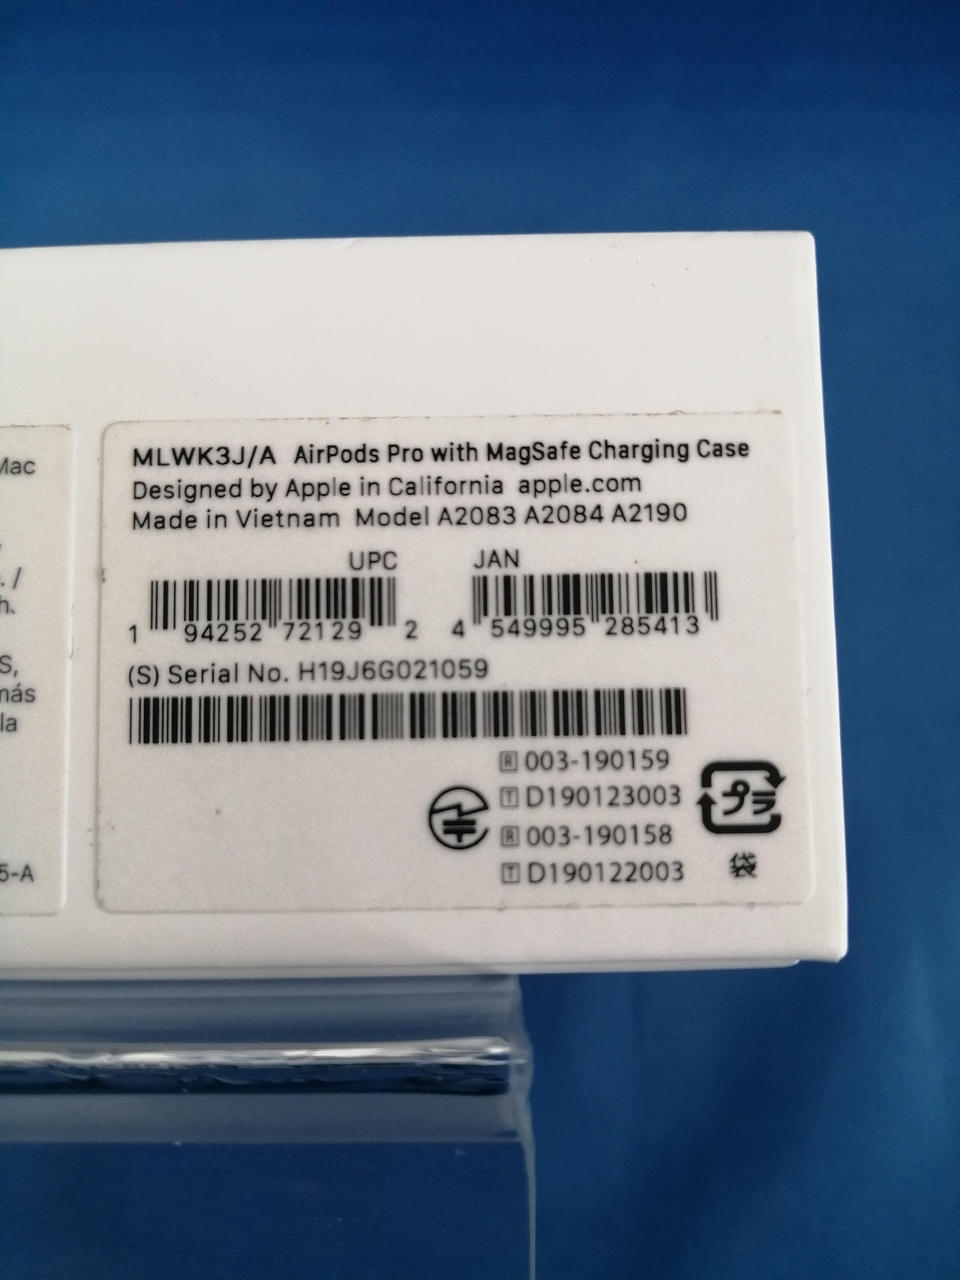 Mac
. /
h、
S,
más
la
5-A
MLWK3J/A AirPods Pro with MagSafe Charging Case
Designed by Apple in California apple.com
Made in Vietnam Model A2083 A2084 A2190
UPC JAN
1 94252 72129 2 4 549995 285413
(S) Serial No. H19J6G021059
R 003-190159
T D190123003
R 003-190158
T D190122003
プラ
袋